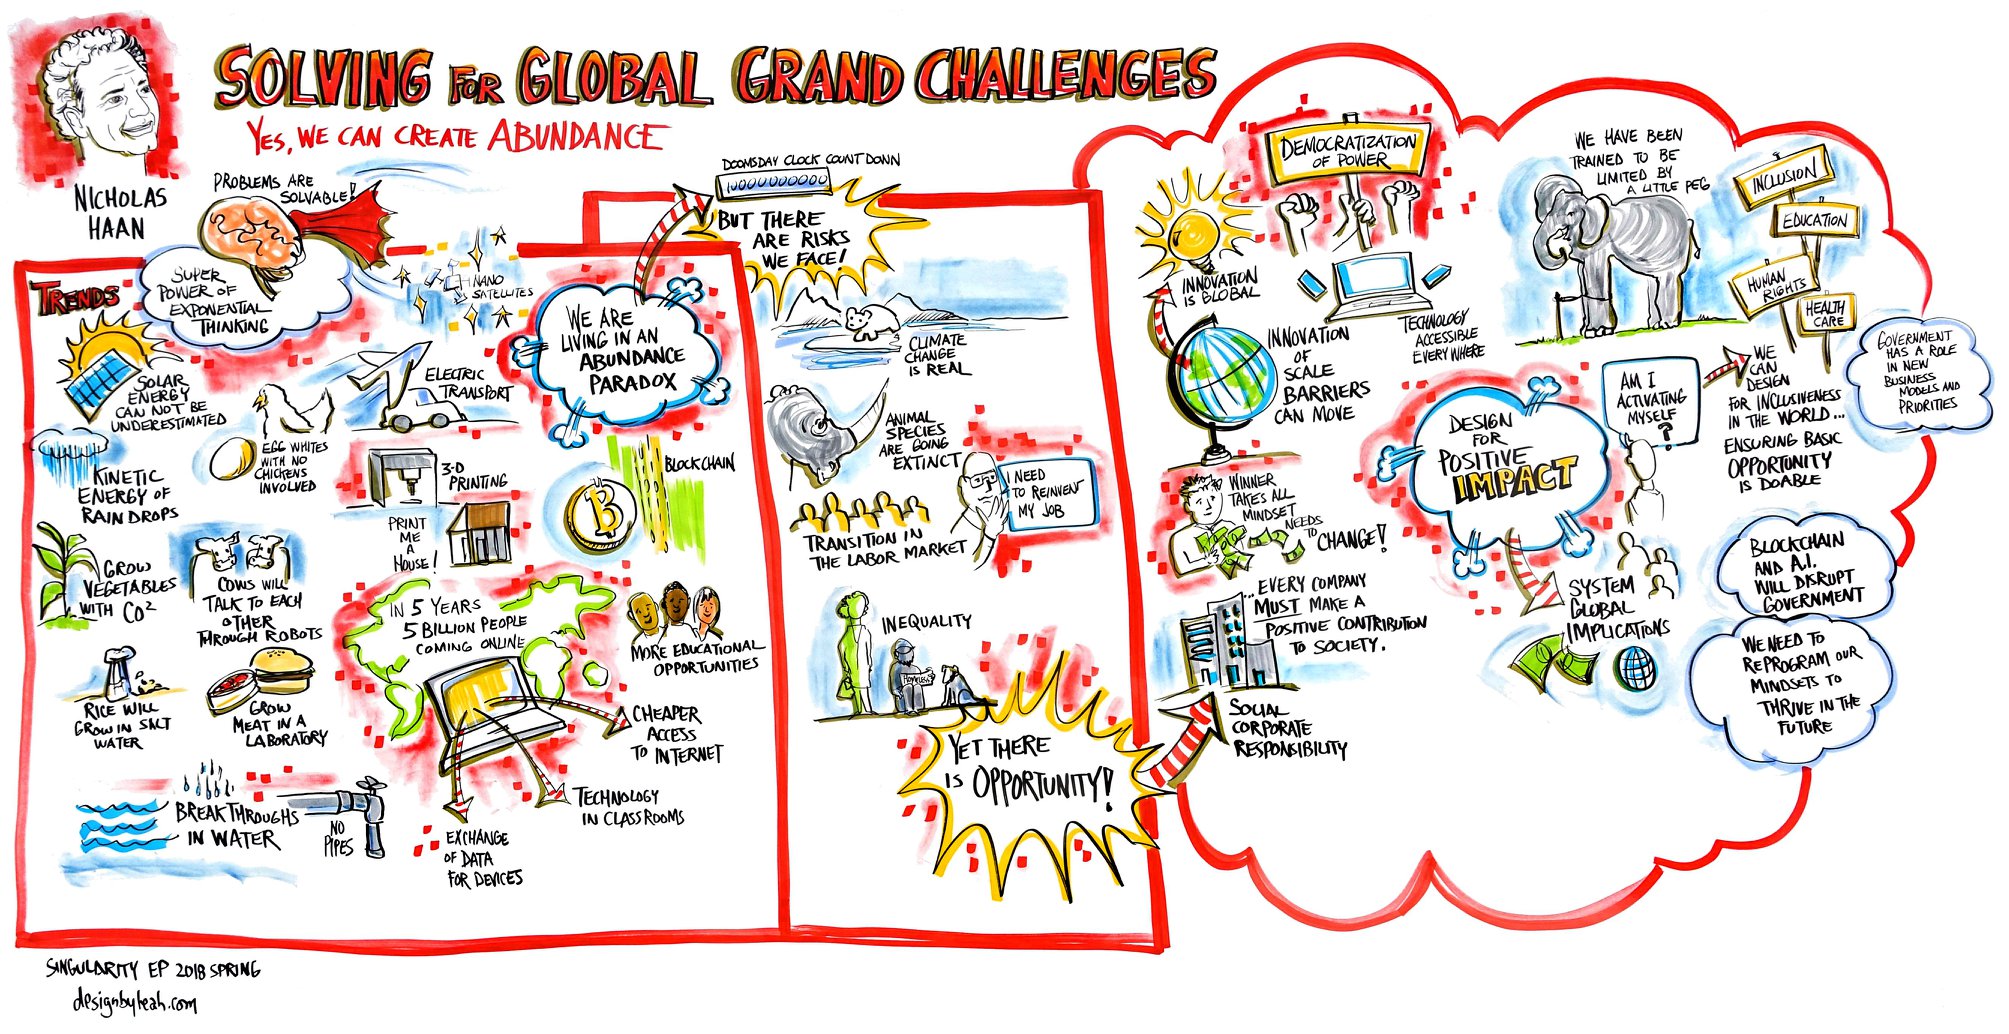 SOLVING FOR GLOBAL GRAND CHALLENGES
YES, WE CAN CREATE ABUNDANCE
NICHOLAS
HAAN
PROBLEMS ARE
SOLVABLE!
SUPER
POWER OF
EXPONENTIAL
THINKING
TRENDS
NANO
SATELLITES
SOLAR
ENERGY
CAN NOT BE
UNDERESTIMATED
EGG WHITES
WITH NO
CHICKENS
INVOLVED
ELECTRIC
TRANSPORT
KINETIC
ENERGY OF
RAIN DROPS
3-D
PRINTING
PRINT
ME
A
HOUSE!
B
BLOCKCHAIN
GROW
VEGETABLES
WITH CO²
COWS WILL
TALK TO EACH
OTHER
THROUGH ROBOTS
IN 5 YEARS
5 BILLION PEOPLE
COMING ONLINE
MORE EDUCATIONAL
OPPORTUNITIES
RICE WILL
GROW IN SALT
WATER
GROW
MEAT IN A
LABORATORY
CHEAPER
ACCESS
TO INTERNET
TECHNOLOGY
IN CLASSROOMS
EXCHANGE
OF DATA
FOR DEVICES
BREAKTHROUGHS
IN WATER
NO
PIPES
WE ARE
LIVING IN AN
ABUNDANCE
PARADOX
DOOMSDAY CLOCK COUNTDOWN
BUT THERE
ARE RISKS
WE FACE!
CLIMATE
CHANGE
IS REAL
ANIMAL
SPECIES
ARE GOING
EXTINCT
I NEED
TO REINVENT
MY JOB
TRANSITION IN
THE LABOR MARKET
INEQUALITY
HOMELESS
YET THERE
IS OPPORTUNITY!
SOCIAL
CORPORATE
RESPONSIBILITY
...EVERY COMPANY
MUST MAKE A
POSITIVE CONTRIBUTION
TO SOCIETY.
WINNER
TAKES ALL
MINDSET
NEEDS
TO
CHANGE!
INNOVATION
IS GLOBAL
INNOVATION
OF
SCALE
BARRIERS
CAN MOVE
DEMOCRATIZATION
OF POWER
TECHNOLOGY
ACCESSIBLE
EVERYWHERE
DESIGN
FOR
POSITIVE
IMPACT
SYSTEM
GLOBAL
IMPLICATIONS
WE HAVE BEEN
TRAINED TO BE
LIMITED BY
A LITTLE PEG
INCLUSION
EDUCATION
HUMAN
RIGHTS
HEALTH
CARE
AM I
ACTIVATING
MYSELF
?
WE
CAN
DESIGN
FOR INCLUSIVENESS
IN THE WORLD...
ENSURING BASIC
OPPORTUNITY
IS DOABLE
GOVERNMENT
HAS A ROLE
IN NEW
BUSINESS
MODELS AND
PRIORITIES
BLOCKCHAIN
AND A.I.
WILL DISRUPT
GOVERNMENT
WE NEED TO
REPROGRAM OUR
MINDSETS TO
THRIVE IN THE
FUTURE
SINGULARITY EP 2018 SPRING
designbyleah.com